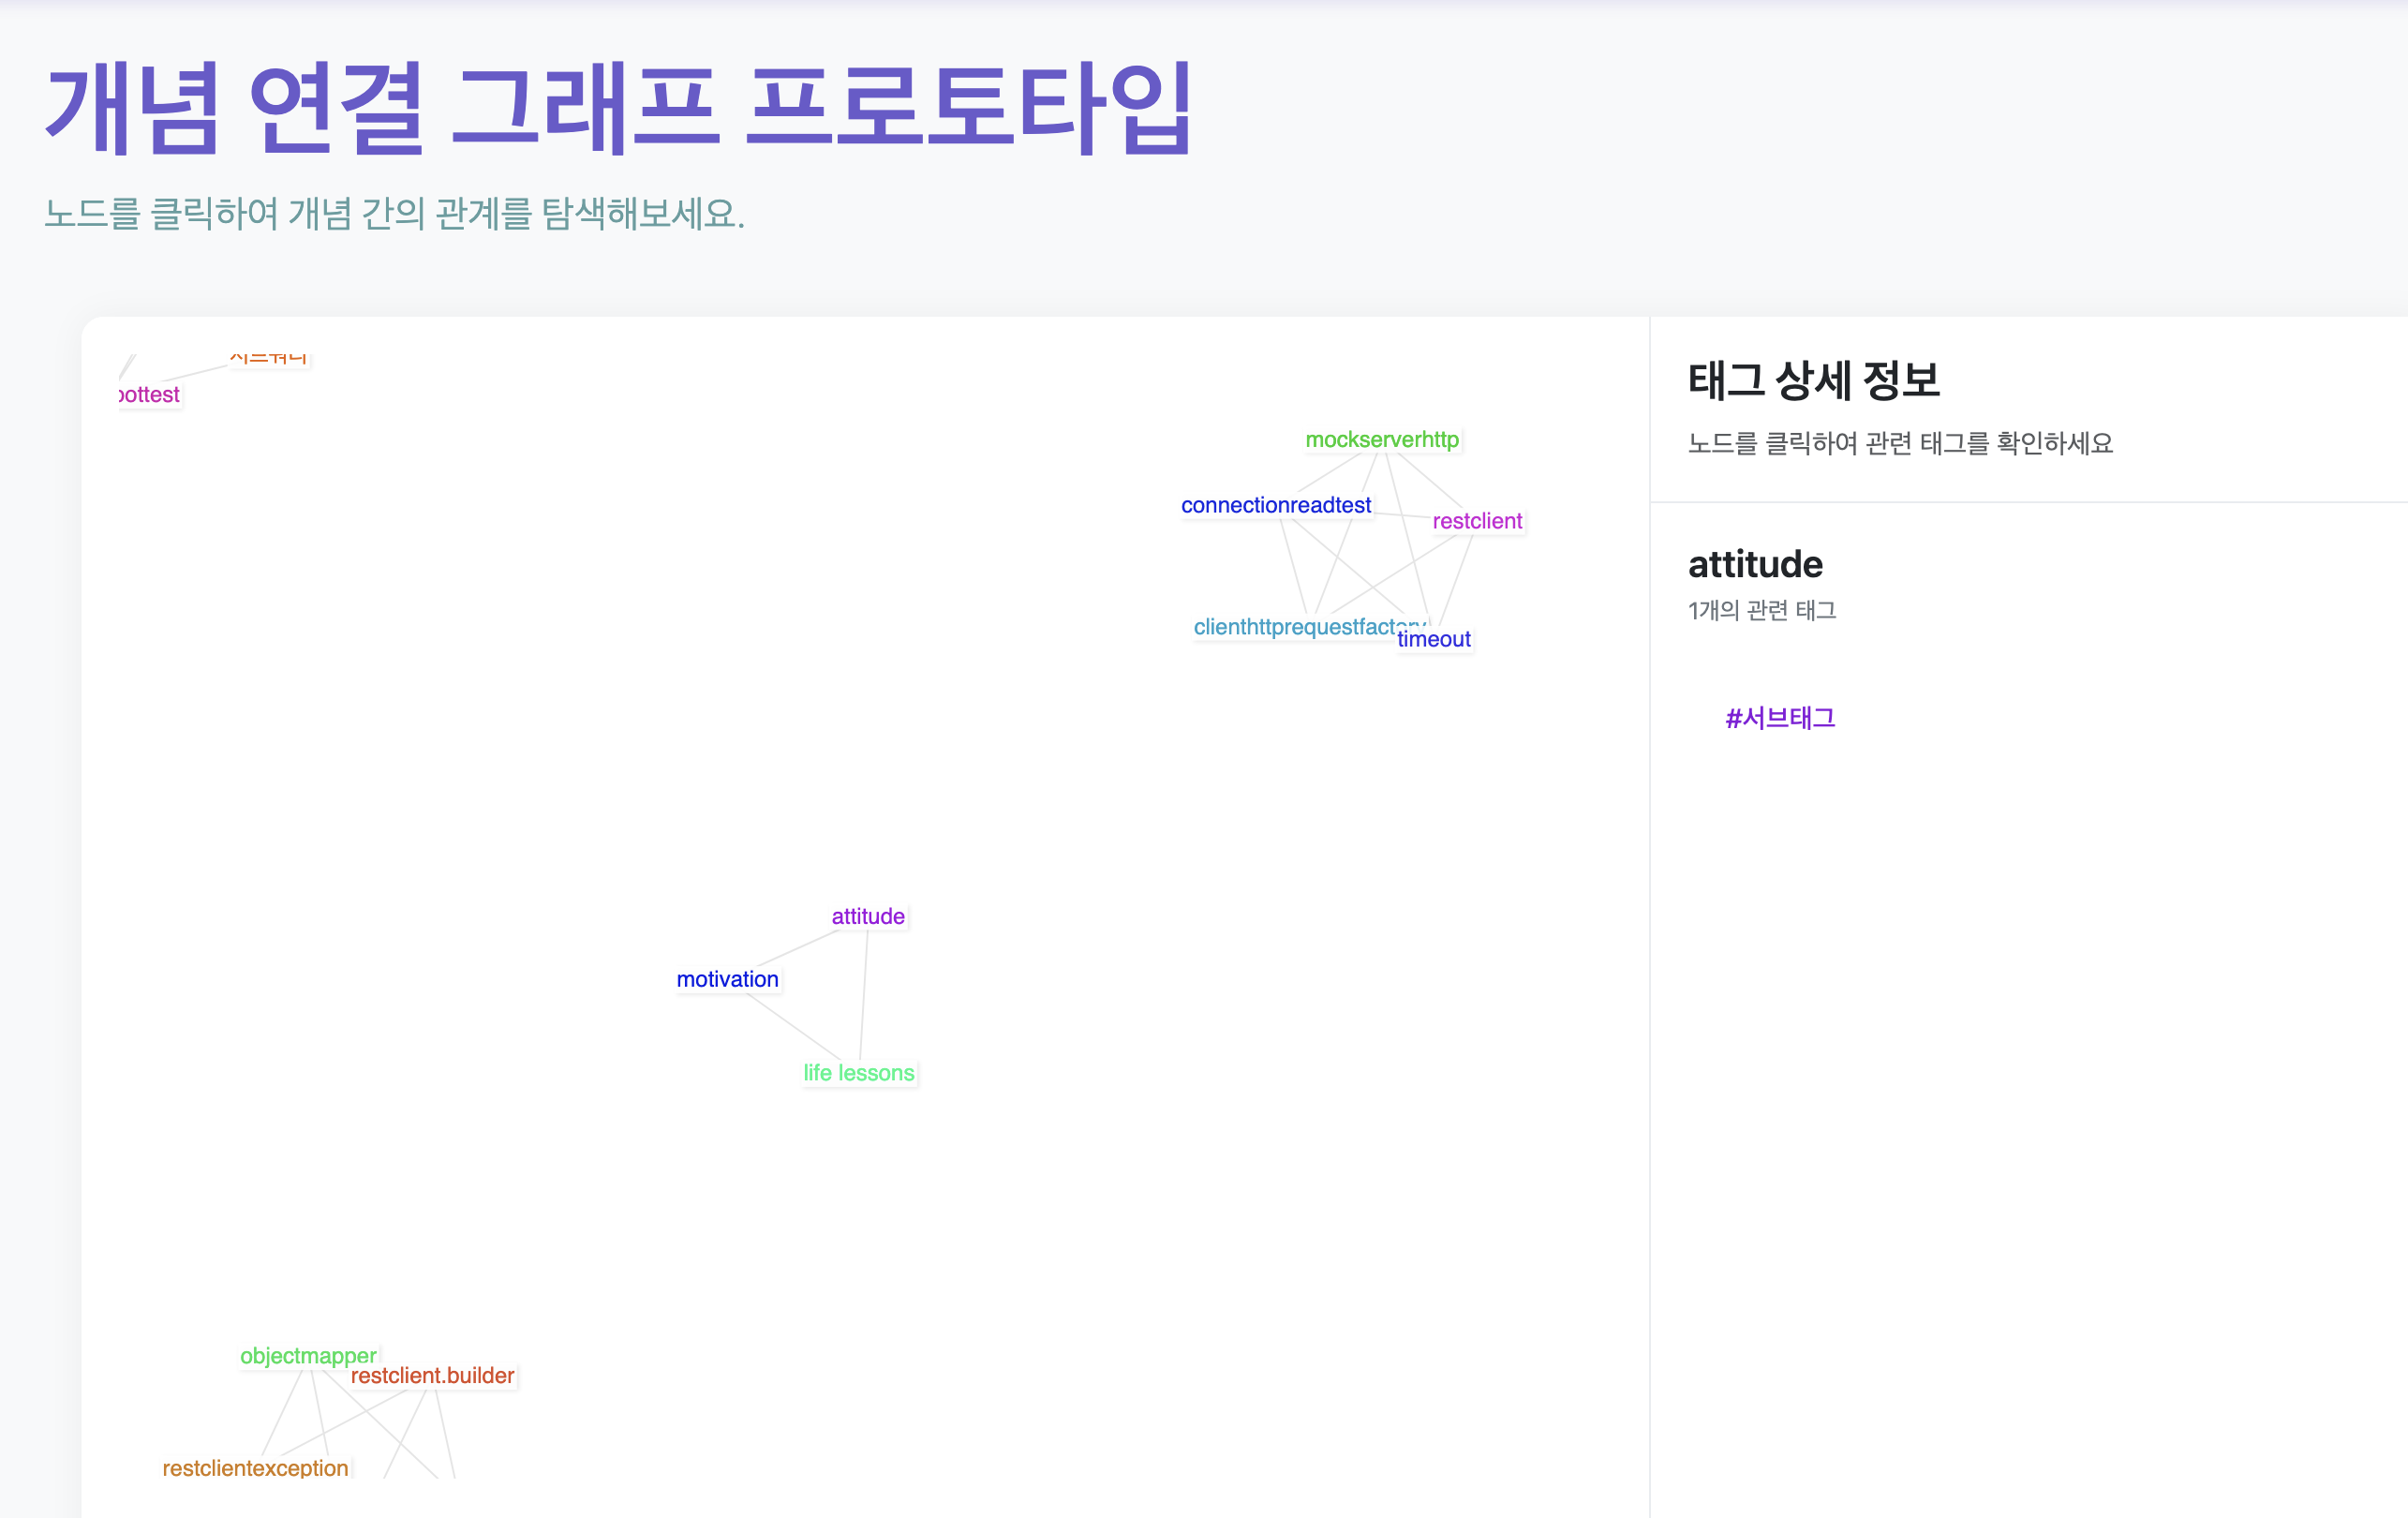 개념 연결 그래프 프로토타입
노드를 클릭하여 개념 간의 관계를 탐색해보세요.
ottest
mockserverhttp
connectionreadtest
restclient
clienthttprequestfactory
timeout
attitude
motivation
life lessons
objectmapper
restclient.builder
restclientexception
태그 상세 정보
노드를 클릭하여 관련 태그를 확인하세요
attitude
1개의 관련 태그
#서브태그